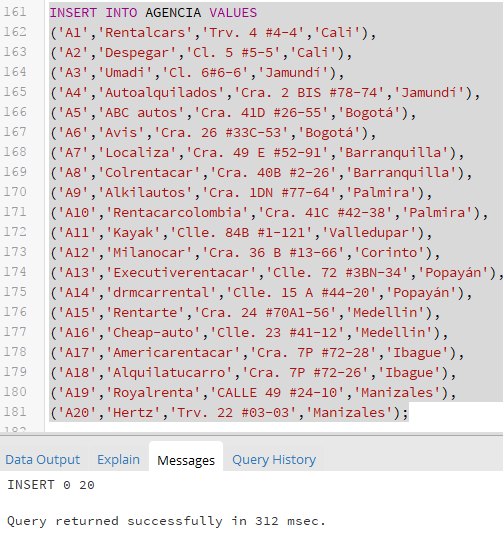 161 INSERT INTO AGENCIA VALUES
162 ('A1','Rentalcars','Trv. 4 #4-4','Cali'),
163 ('A2','Despegar','Cl. 5 #5-5','Cali'),
164 ('A3','Umadi','Cl. 6#6-6','Jamundí'),
165 ('A4','Autoalquilados','Cra. 2 BIS #78-74','Jamundí'),
166 ('A5','ABC autos','Cra. 41D #26-55','Bogotá'),
167 ('A6','Avis','Cra. 26 #33C-53','Bogotá'),
168 ('A7','Localiza','Cra. 49 E #52-91','Barranquilla'),
169 ('A8','Colrentacar','Cra. 40B #2-26','Barranquilla'),
170 ('A9','Alkilautos','Cra. 1DN #77-64','Palmira'),
171 ('A10','Rentacarcolombia','Cra. 41C #42-38','Palmira'),
172 ('A11','Kayak','Clle. 84B #1-121','Valledupar'),
173 ('A12','Milanocar','Cra. 36 B #13-66','Corinto'),
174 ('A13','Executiverentacar','Clle. 72 #3BN-34','Popayán'),
175 ('A14','drmcarrental','Clle. 15 A #44-20','Popayán'),
176 ('A15','Rentarte','Cra. 24 #70A1-56','Medellin'),
177 ('A16','Cheap-auto','Clle. 23 #41-12','Medellin'),
178 ('A17','Americarentacar','Cra. 7P #72-28','Ibague'),
179 ('A18','Alquilatucarro','Cra. 7P #72-26','Ibague'),
180 ('A19','Royalrenta','CALLE 49 #24-10','Manizales'),
181 ('A20','Hertz','Trv. 22 #03-03','Manizales');
182
Data Output Explain Messages Query History
INSERT 0 20
Query returned successfully in 312 msec.